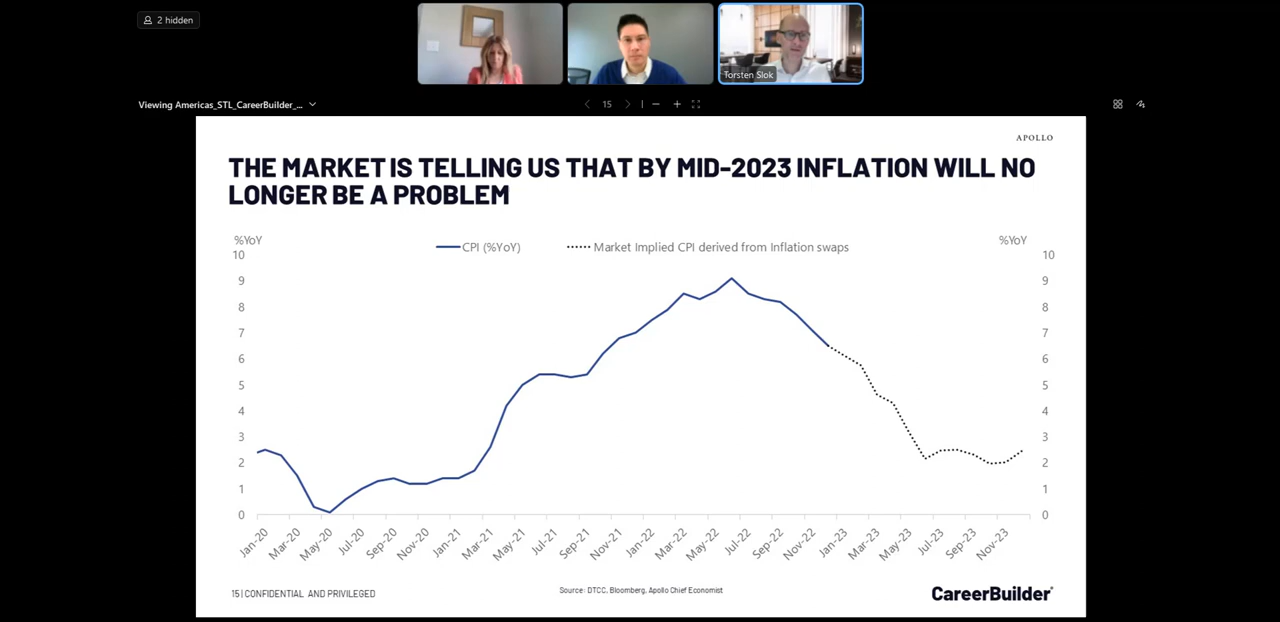 2 hidden
Torsten Slok
Viewing Americas_STL_CareerBuilder_...
15
APOLLO
THE MARKET IS TELLING US THAT BY MID-2023 INFLATION WILL NO
LONGER BE A PROBLEM
%YoY
%YoY
CPI (%YoY)
Market Implied CPI derived from Inflation swaps
10
9
8
7
6
5
4
3
2
1
0
10
9
8
7
6
5
4
3
2
1
0
Jan-20
Mar-20
May-20
Jul-20
Sep-20
Nov-20
Jan-21
Mar-21
May-21
Jul-21
Sep-21
Nov-21
Jan-22
Mar-22
May-22
Jul-22
Sep-22
Nov-22
Jan-23
Mar-23
May-23
Jul-23
Sep-23
Nov-23
15| CONFIDENTIAL AND PRIVILEGED
Source: DTCC, Bloomberg, Apollo Chief Economist
CareerBuilder®